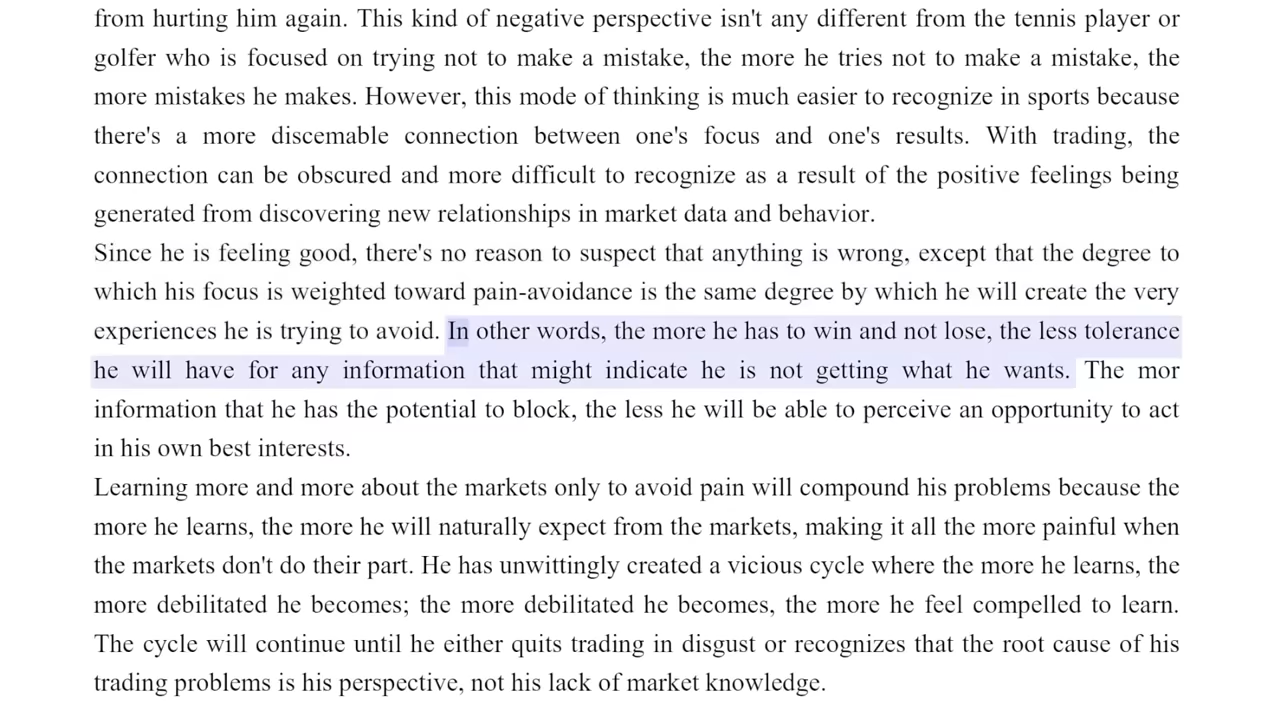 from hurting him again. This kind of negative perspective isn't any different from the tennis player or
golfer who is focused on trying not to make a mistake, the more he tries not to make a mistake, the
more mistakes he makes. However, this mode of thinking is much easier to recognize in sports because
there's a more discemable connection between one's focus and one's results. With trading, the
connection can be obscured and more difficult to recognize as a result of the positive feelings being
generated from discovering new relationships in market data and behavior.
Since he is feeling good, there's no reason to suspect that anything is wrong, except that the degree to
which his focus is weighted toward pain-avoidance is the same degree by which he will create the very
experiences he is trying to avoid. In other words, the more he has to win and not lose, the less tolerance
he will have for any information that might indicate he is not getting what he wants. The mor
information that he has the potential to block, the less he will be able to perceive an opportunity to act
in his own best interests.
Learning more and more about the markets only to avoid pain will compound his problems because the
more he learns, the more he will naturally expect from the markets, making it all the more painful when
the markets don't do their part. He has unwittingly created a vicious cycle where the more he learns, the
more debilitated he becomes; the more debilitated he becomes, the more he feel compelled to learn.
The cycle will continue until he either quits trading in disgust or recognizes that the root cause of his
trading problems is his perspective, not his lack of market knowledge.